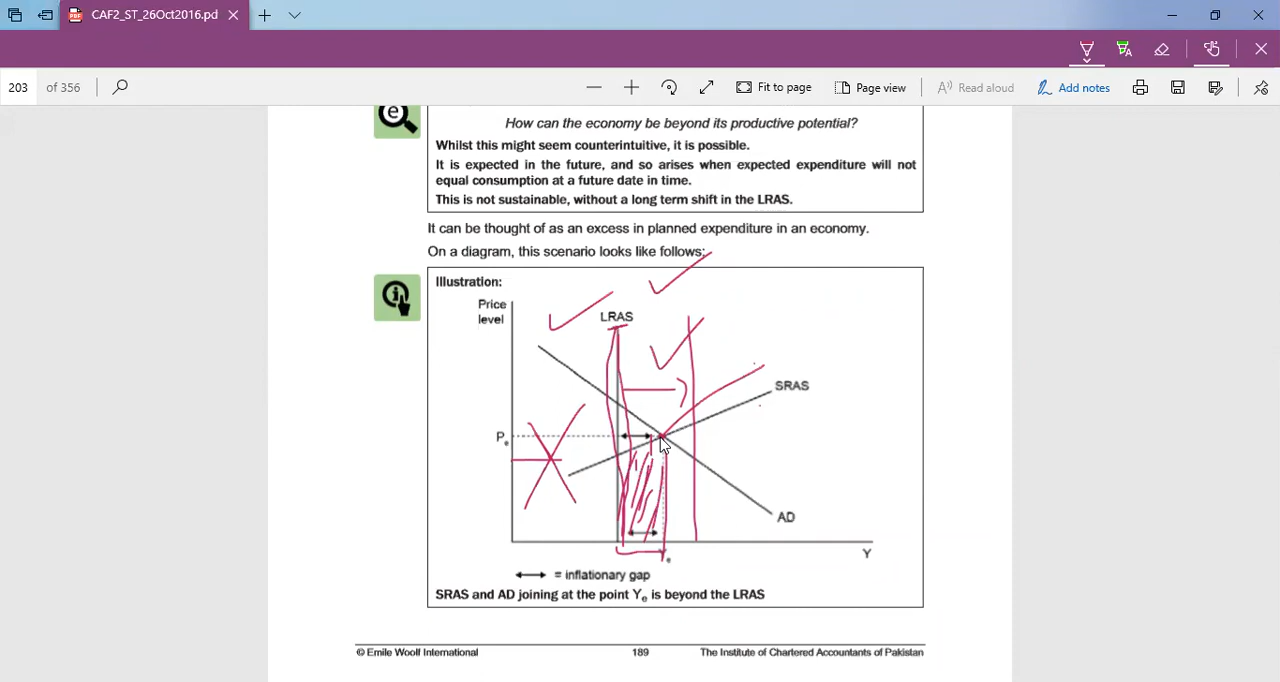 CAF2_ST_26Oct2016.pd
203 of 356
Fit to page
Page view
Read aloud
Add notes
How can the economy be beyond its productive potential?
Whilst this might seem counterintuitive, it is possible.
It is expected in the future, and so arises when expected expenditure will not
equal consumption at a future date in time.
This is not sustainable, without a long term shift in the LRAS.
It can be thought of as an excess in planned expenditure in an economy.
On a diagram, this scenario looks like follows:
Illustration:
Price
level
LRAS
SRAS
Pe
AD
Ye
Y
= inflationary gap
SRAS and AD joining at the point Ye is beyond the LRAS
© Emile Woolf International
189
The Institute of Chartered Accountants of Pakistan